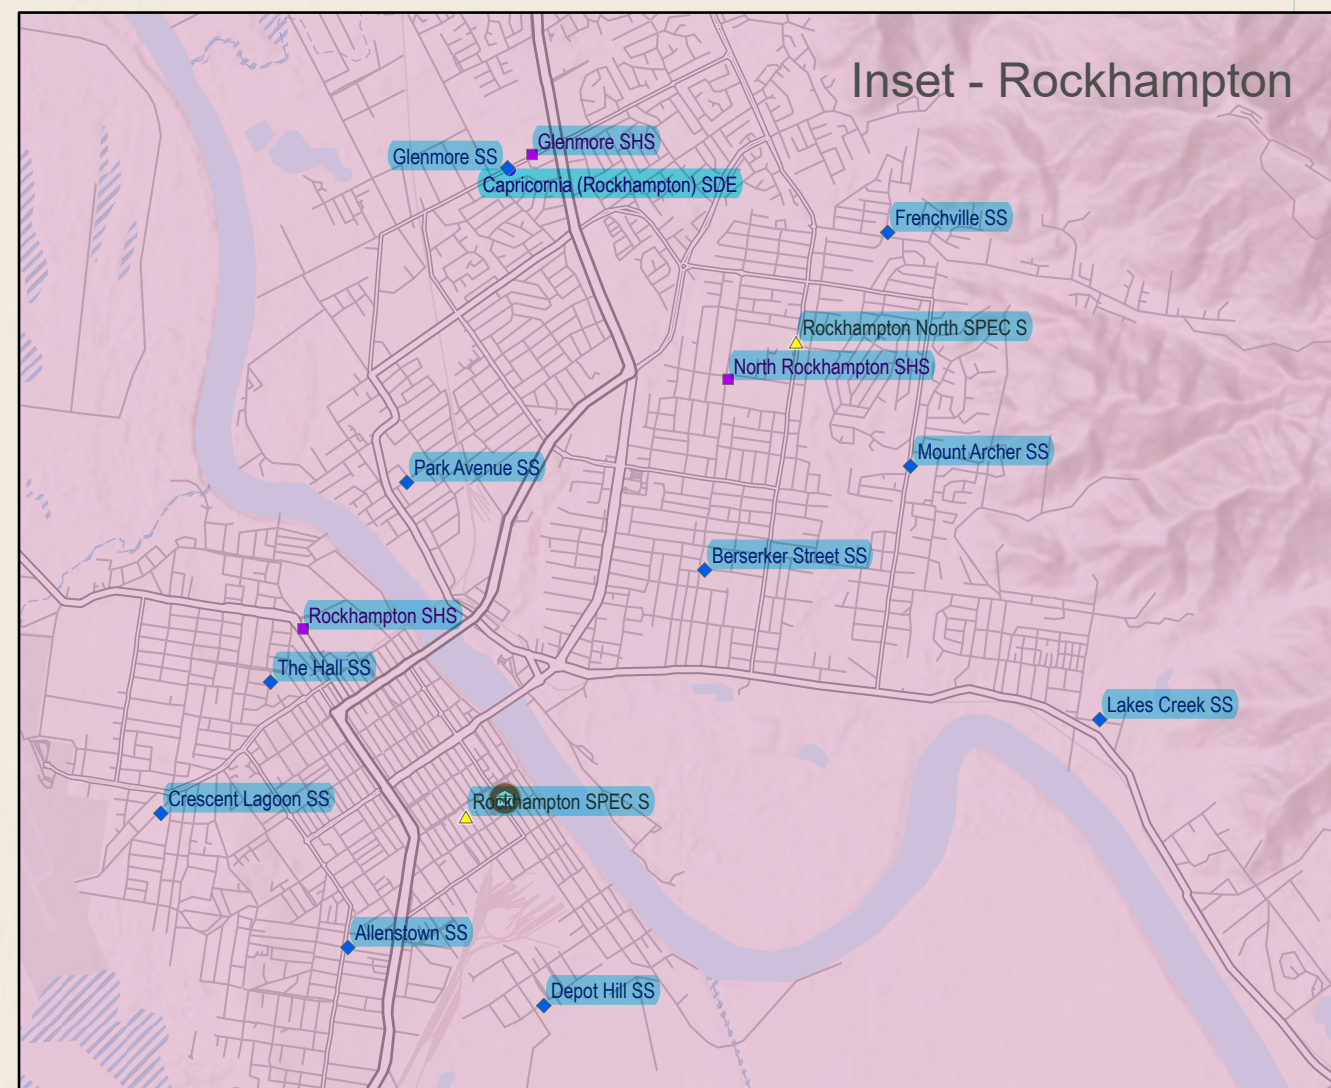 Inset - Rockhampton
Glenmore SHS
Glenmore SS
Capricornia (Rockhampton) SDE
Frenchville SS
Rockhampton North SPEC S
North Rockhampton SHS
Mount Archer SS
Park Avenue SS
Berserker Street SS
Rockhampton SHS
The Hall SS
Lakes Creek SS
Crescent Lagoon SS
Rockhampton SPEC S
Allenstown SS
Depot Hill SS